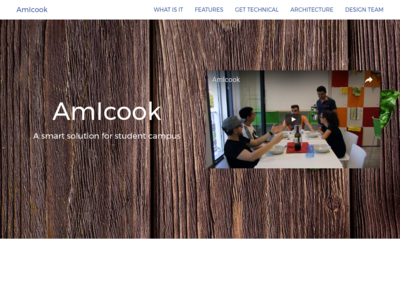 AmIcook
WHAT IS IT FEATURES GET TECHNICAL ARCHITECTURE DESIGN TEAM
AmIcook
AmIcook
A smart solution for student campus